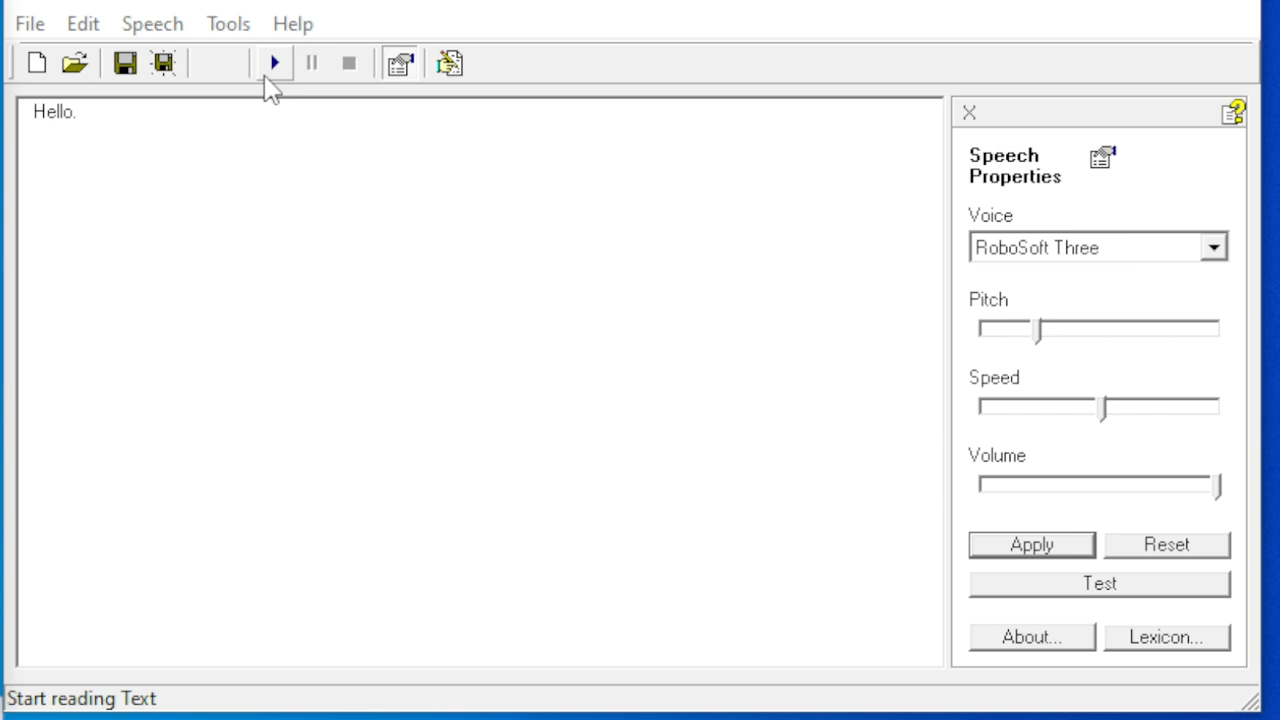 File Edit Speech Tools Help
Hello.
Speech
Properties
Voice
RoboSoft Three
Pitch
Speed
Volume
Apply Reset
Test
About... Lexicon...
Start reading Text